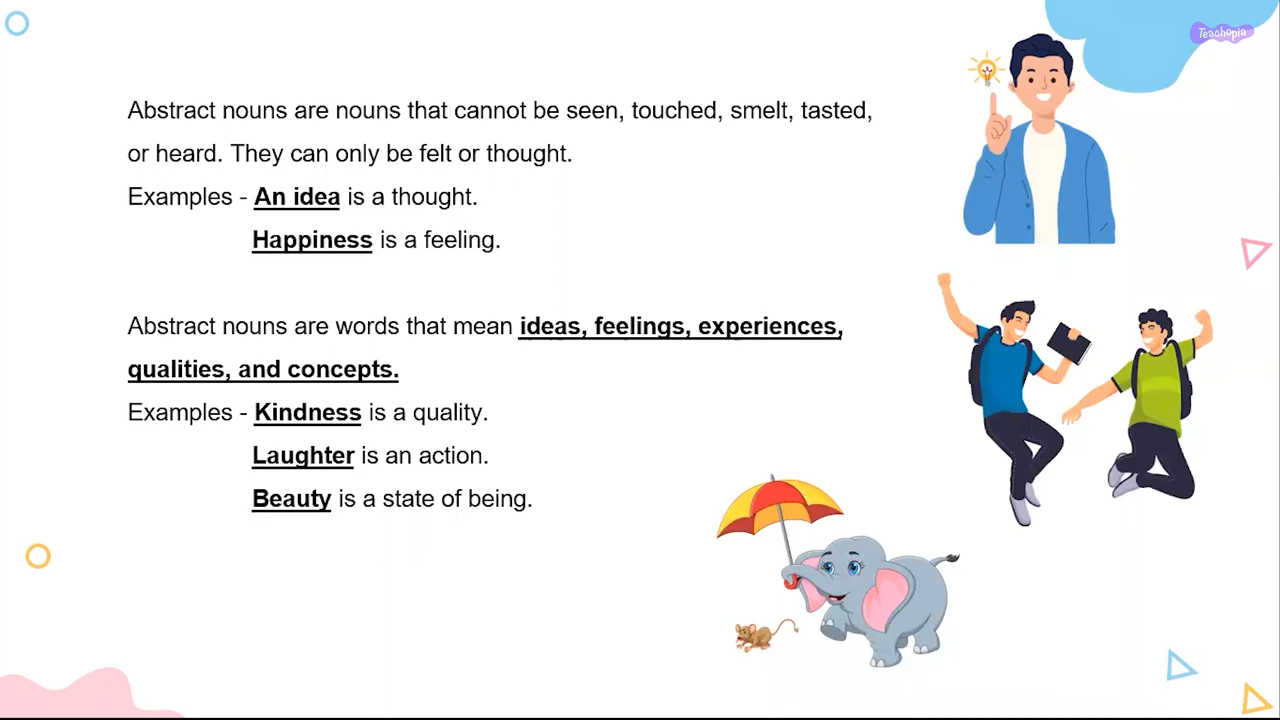 Teachopia
Abstract nouns are nouns that cannot be seen, touched, smelt, tasted,
or heard. They can only be felt or thought.
Examples - An idea is a thought.
Happiness is a feeling.
Abstract nouns are words that mean ideas, feelings, experiences,
qualities, and concepts.
Examples - Kindness is a quality.
Laughter is an action.
Beauty is a state of being.